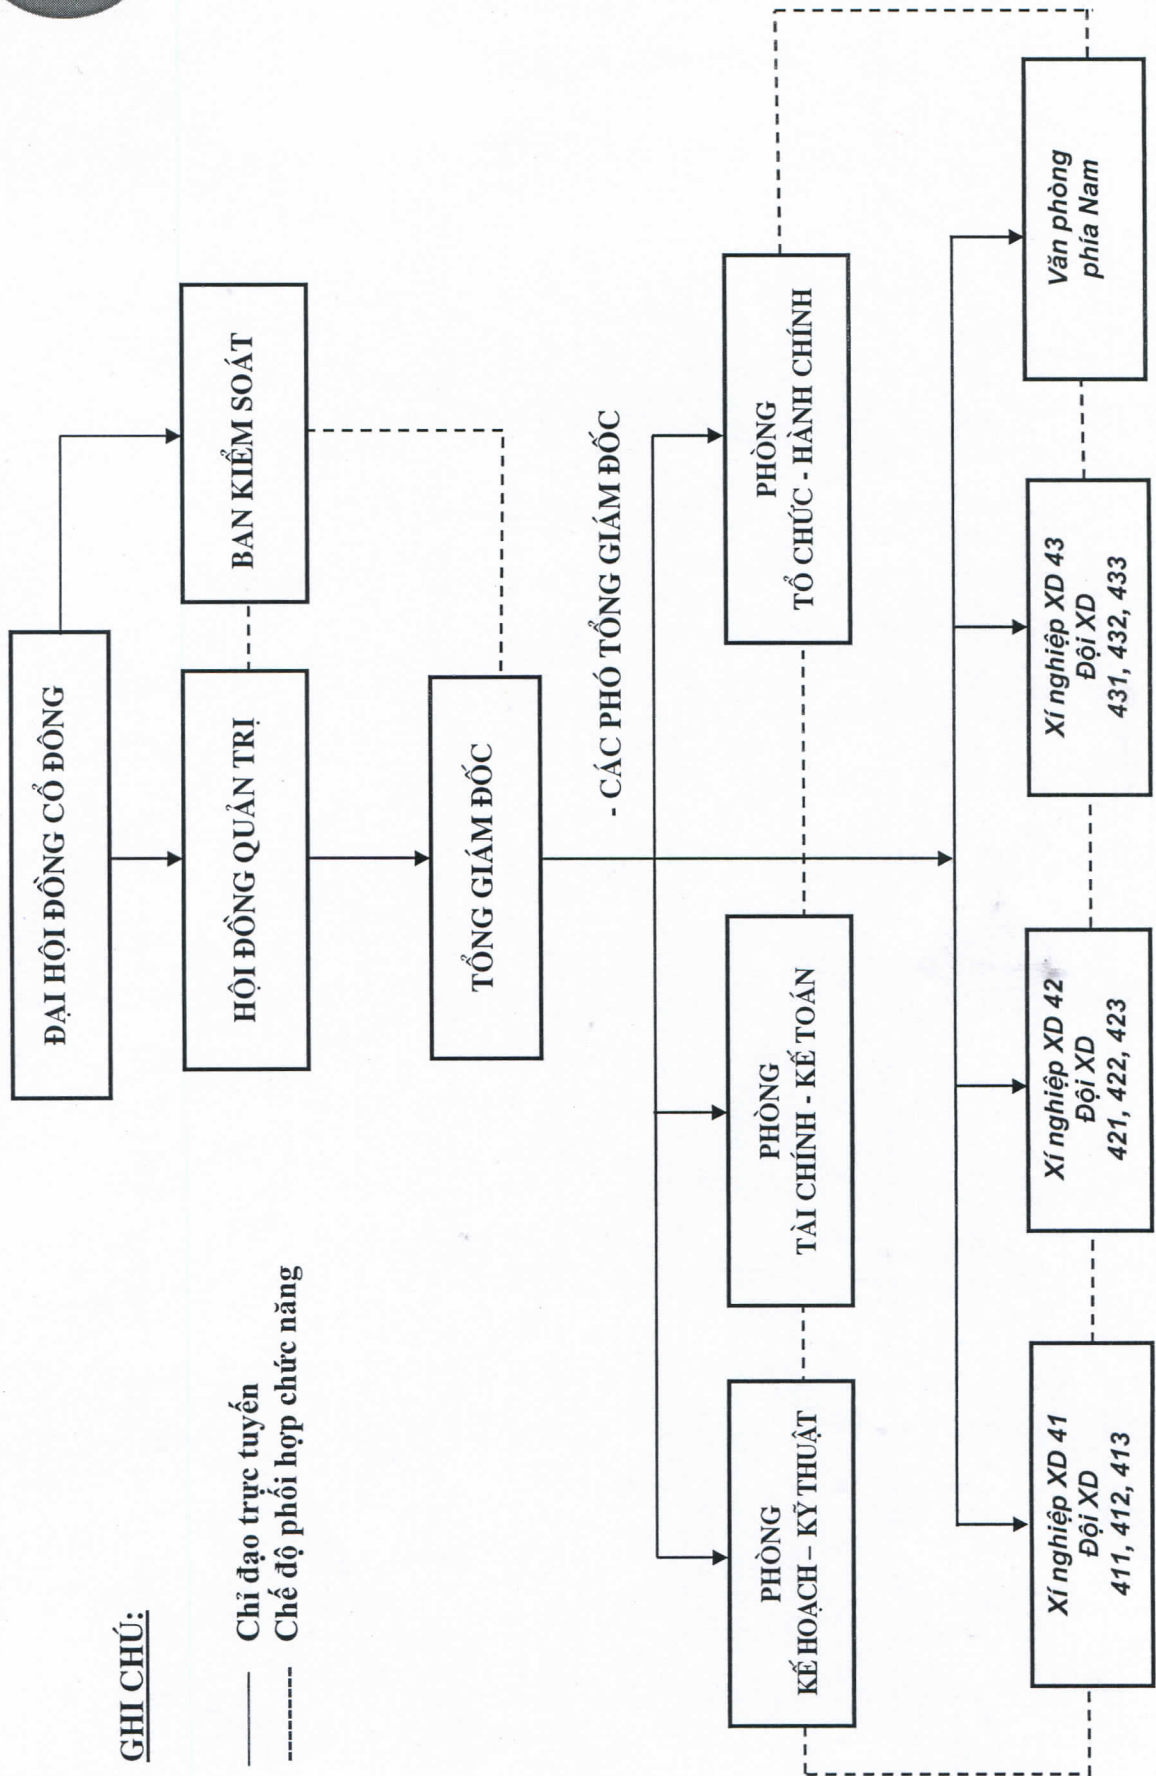 ĐẠI HỘI ĐỒNG CỔ ĐÔNG
HỘI ĐỒNG QUẢN TRỊ
BAN KIỂM SOÁT
TỔNG GIÁM ĐỐC
- CÁC PHÓ TỔNG GIÁM ĐỐC
GHI CHÚ:
Chỉ đạo trực tuyến
Chế độ phối hợp chức năng
PHÒNG
KẾ HOẠCH – KỸ THUẬT
PHÒNG
TÀI CHÍNH - KẾ TOÁN
PHÒNG
TỔ CHỨC - HÀNH CHÍNH
Xí nghiệp XD 41
Đội XD
411, 412, 413
Xí nghiệp XD 42
Đội XD
421, 422, 423
Xí nghiệp XD 43
Đội XD
431, 432, 433
Văn phòng
phía Nam